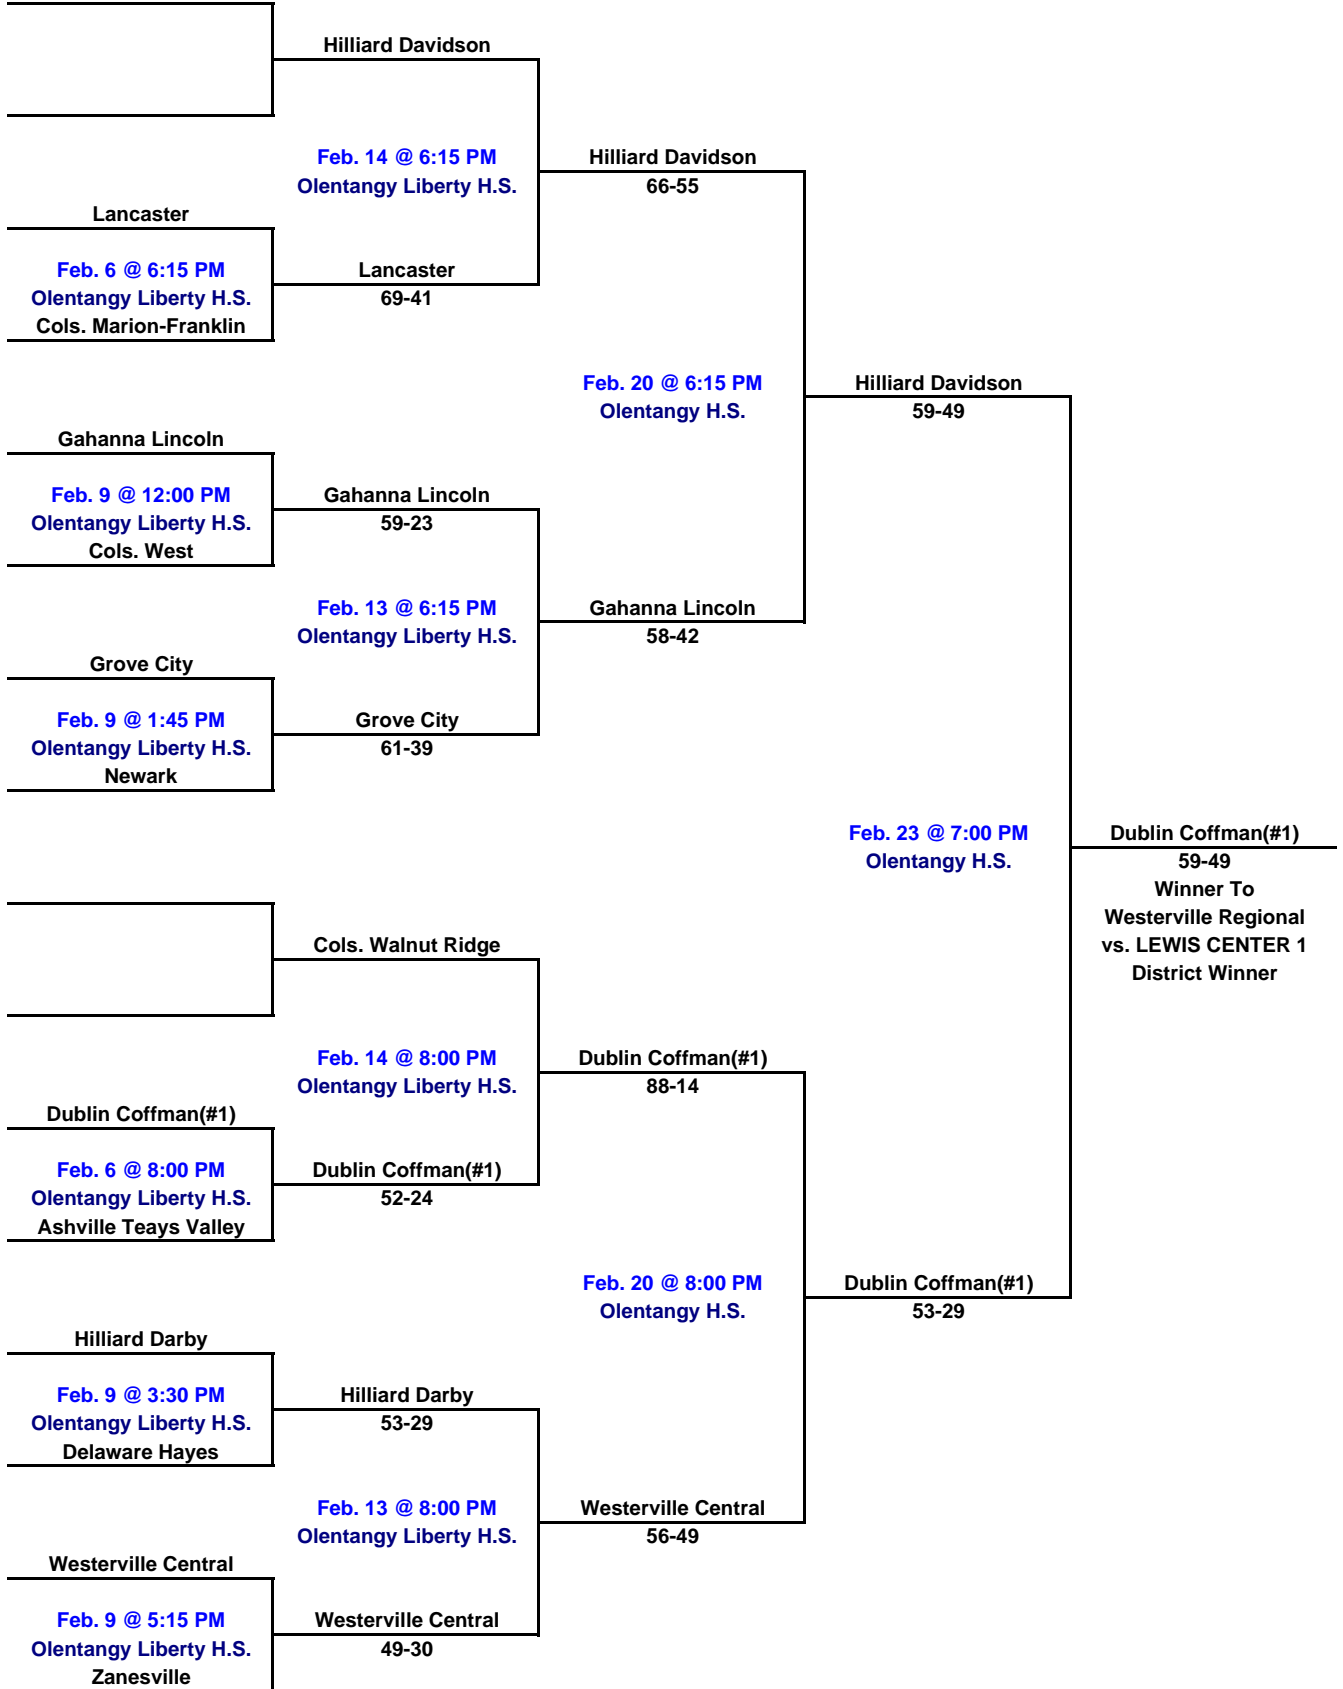 Hilliard Davidson
Feb. 14 @ 6:15 PM
Hilliard Davidson
Olentangy Liberty H.S.
66-55
Lancaster
Feb. 6 @ 6:15 PM
Lancaster
Olentangy Liberty H.S.
69-41
Cols. Marion-Franklin
Feb. 20 @ 6:15 PM
Hilliard Davidson
Olentangy H.S.
59-49
Gahanna Lincoln
Feb. 9 @ 12:00 PM
Gahanna Lincoln
Olentangy Liberty H.S.
59-23
Cols. West
Feb. 13 @ 6:15 PM
Gahanna Lincoln
Olentangy Liberty H.S.
58-42
Grove City
Feb. 9 @ 1:45 PM
Grove City
Olentangy Liberty H.S.
61-39
Newark
Feb. 23 @ 7:00 PM
Dublin Coffman(#1)
Olentangy H.S.
59-49
Winner To
Westerville Regional
vs. LEWIS CENTER 1
District Winner
Cols. Walnut Ridge
Feb. 14 @ 8:00 PM
Dublin Coffman(#1)
Olentangy Liberty H.S.
88-14
Dublin Coffman(#1)
Feb. 6 @ 8:00 PM
Dublin Coffman(#1)
Olentangy Liberty H.S.
52-24
Ashville Teays Valley
Feb. 20 @ 8:00 PM
Dublin Coffman(#1)
Olentangy H.S.
53-29
Hilliard Darby
Feb. 9 @ 3:30 PM
Hilliard Darby
Olentangy Liberty H.S.
53-29
Delaware Hayes
Feb. 13 @ 8:00 PM
Westerville Central
Olentangy Liberty H.S.
56-49
Westerville Central
Feb. 9 @ 5:15 PM
Westerville Central
Olentangy Liberty H.S.
49-30
Zanesville